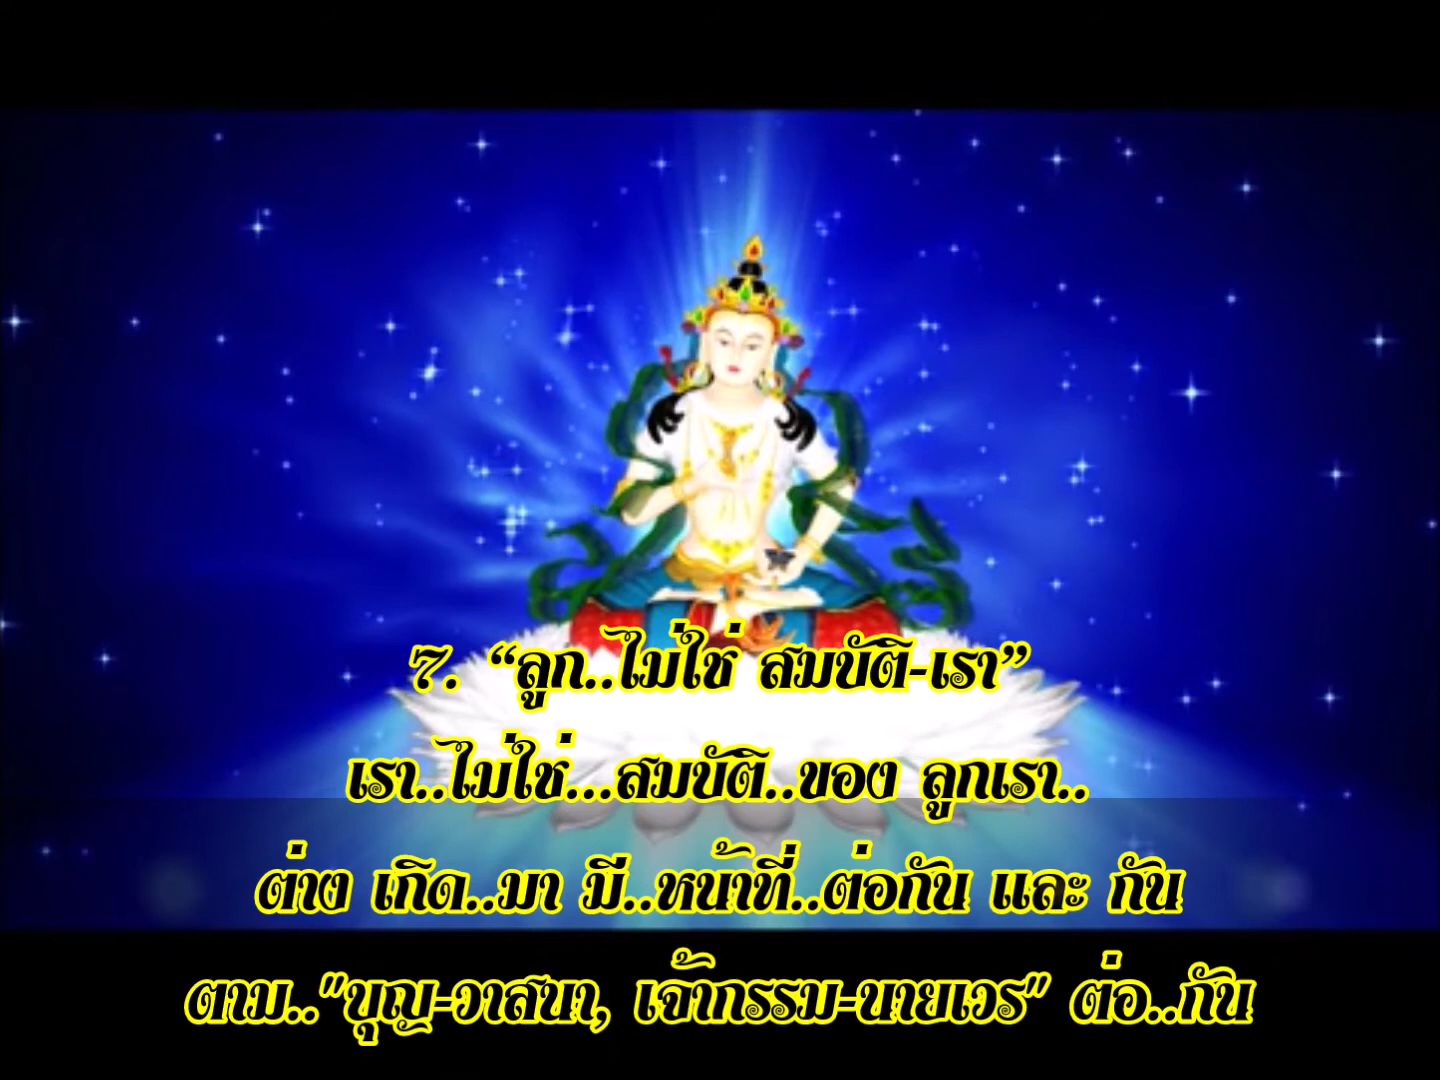 7. “ลูก..ไม่ใช่ สมบัติ-เรา”
เรา..ไม่ใช่...สมบัติ..ของ ลูกเรา..
ต่าง เกิด..มา มี..หน้าที่..ต่อกัน และ กัน
ตาม.."บุญ-วาสนา, เจ้ากรรม-นายเวร" ต่อ..กัน